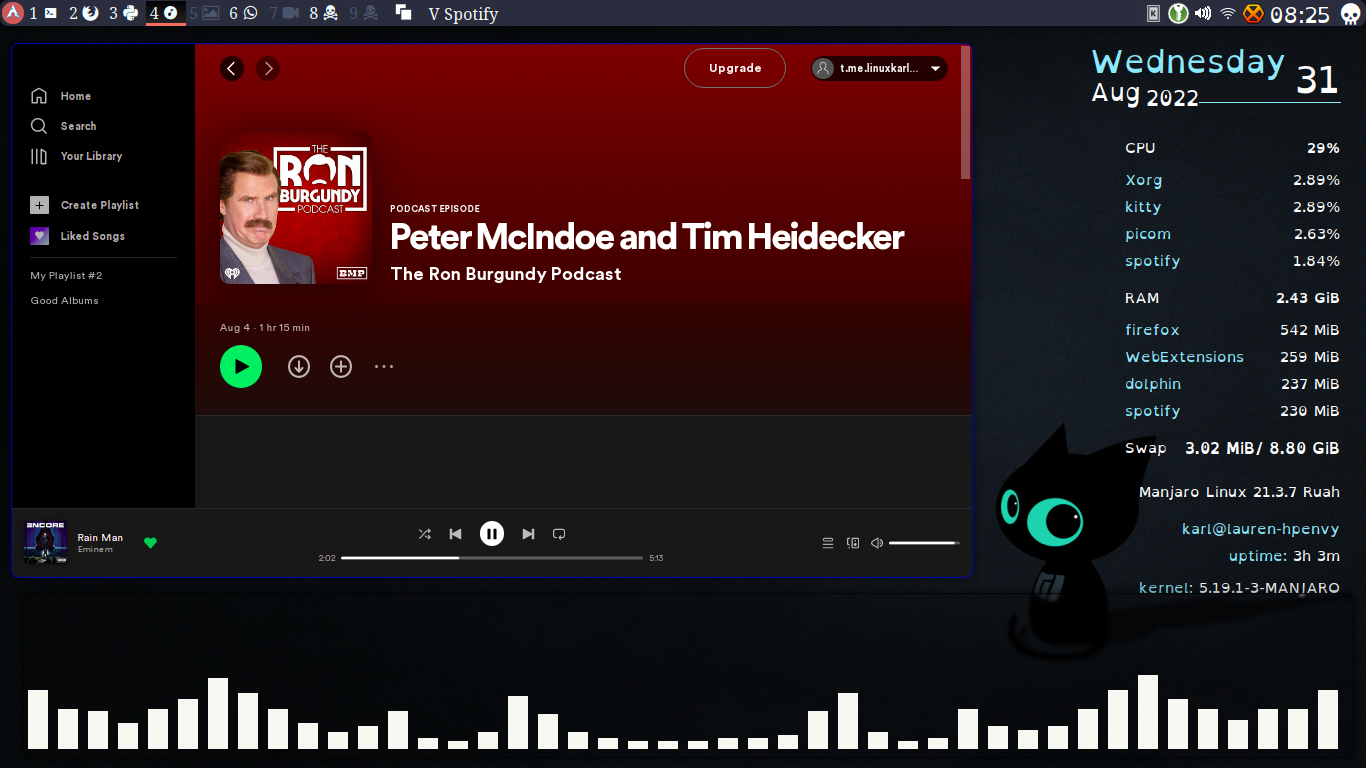 1 2 3 4 5 6 7 8 9 V Spotify 08:25
Home
Search
Your Library
Create Playlist
Liked Songs
My Playlist #2
Good Albums
Upgrade
t.me.linuxkarl...
THE
RON
BURGUNDY
PODCAST
BMP
PODCAST EPISODE
Peter McIndoe and Tim Heidecker
The Ron Burgundy Podcast
Aug 4 · 1 hr 15 min
ENCORE
Rain Man
Eminem
2:02
5:13
Wednesday 31
Aug 2022
CPU 29%
Xorg 2.89%
kitty 2.89%
picom 2.63%
spotify 1.84%
RAM 2.43 GiB
firefox 542 MiB
WebExtensions 259 MiB
dolphin 237 MiB
spotify 230 MiB
Swap 3.02 MiB/ 8.80 GiB
Manjaro Linux 21.3.7 Ruah
karl@lauren-hpenvy
uptime: 3h 3m
kernel: 5.19.1-3-MANJARO